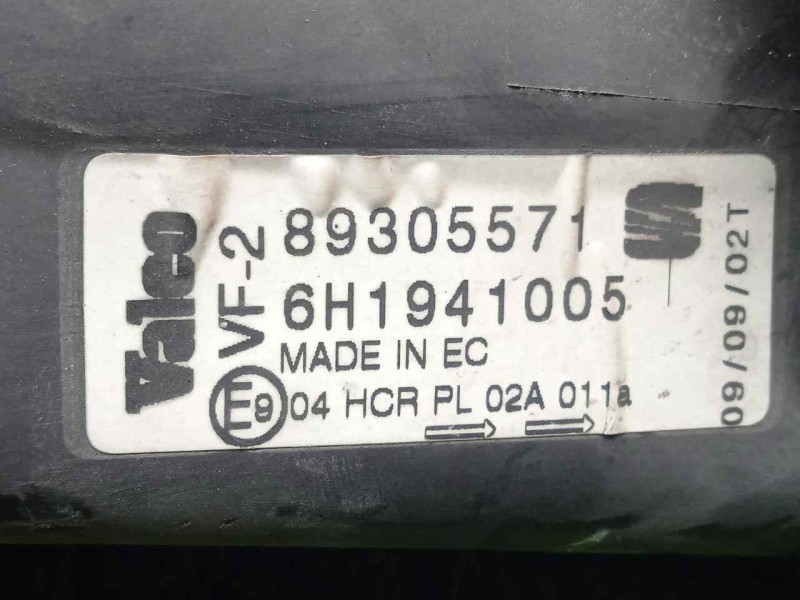 Valeo
VF-2
89305571
6H1941005
MADE IN EC
E9 04 HCR PL 02A 011a
09/09/02T